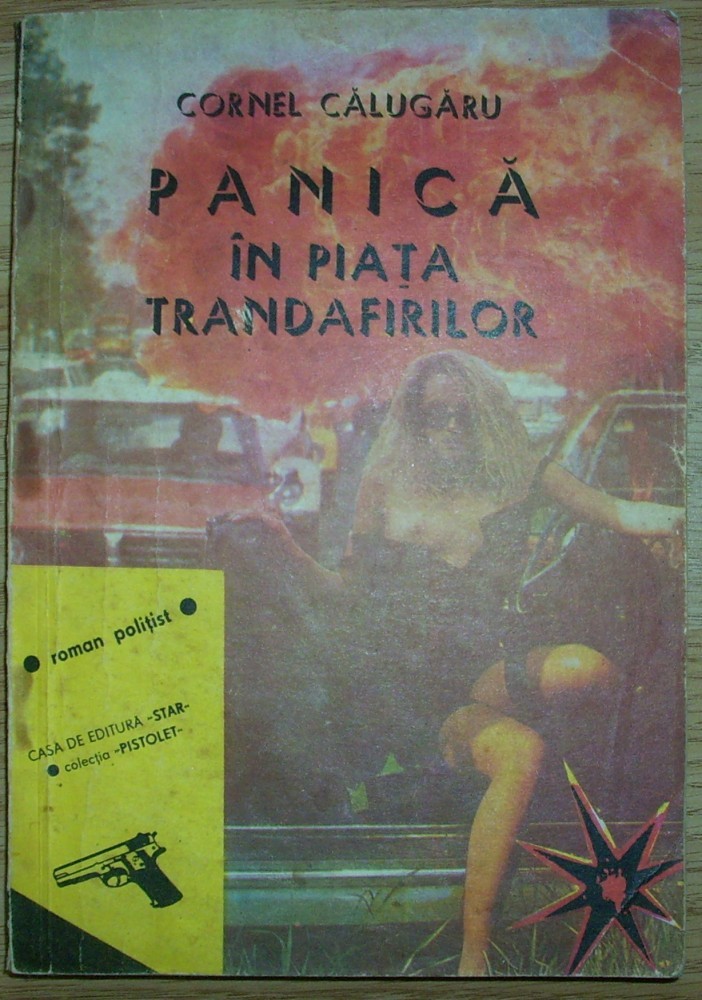 CORNEL CĂLUGĂRU
PANICĂ
ÎN PIAȚA
TRANDAFIRILOR
roman polițist
CASA DE EDITURĂ "STAR"
colecția "PISTOLET"